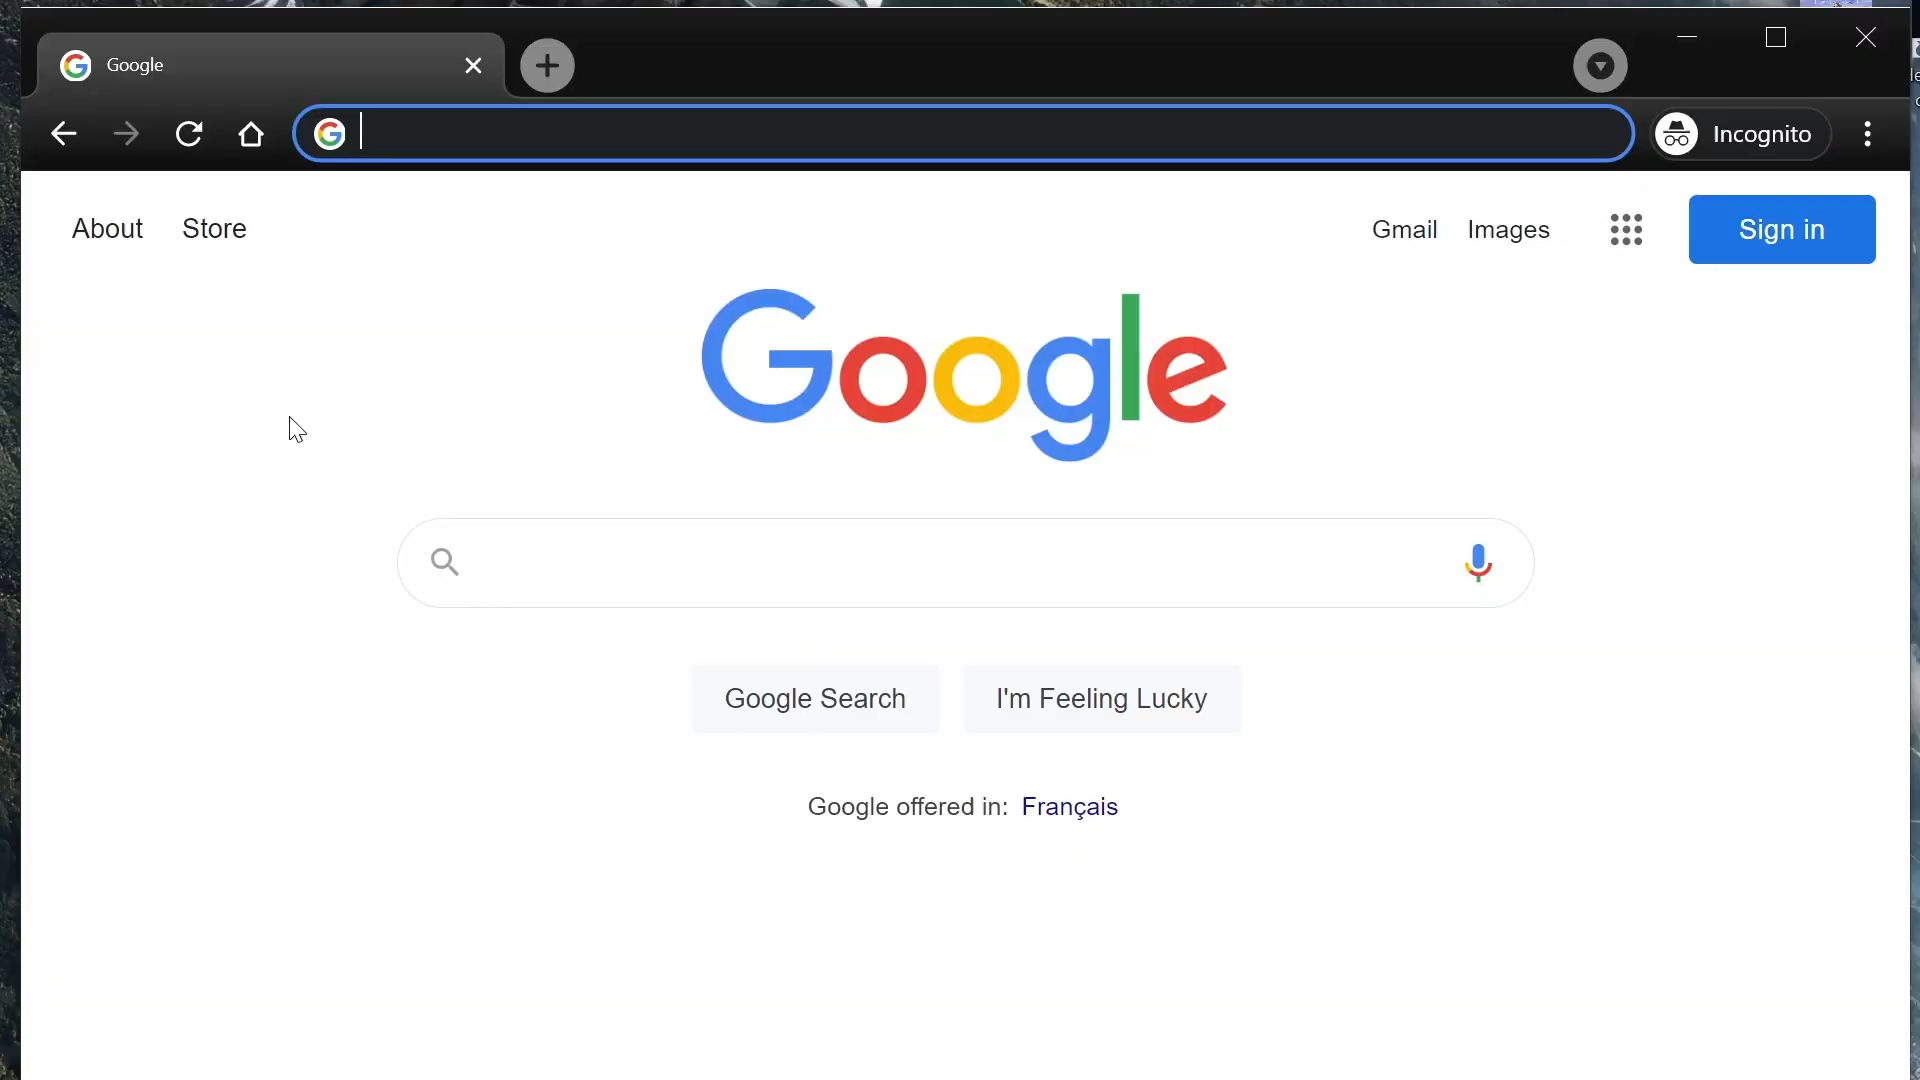 Google
Incognito
About Store
Gmail Images Sign in
Google
Google Search I'm Feeling Lucky
Google offered in: Français